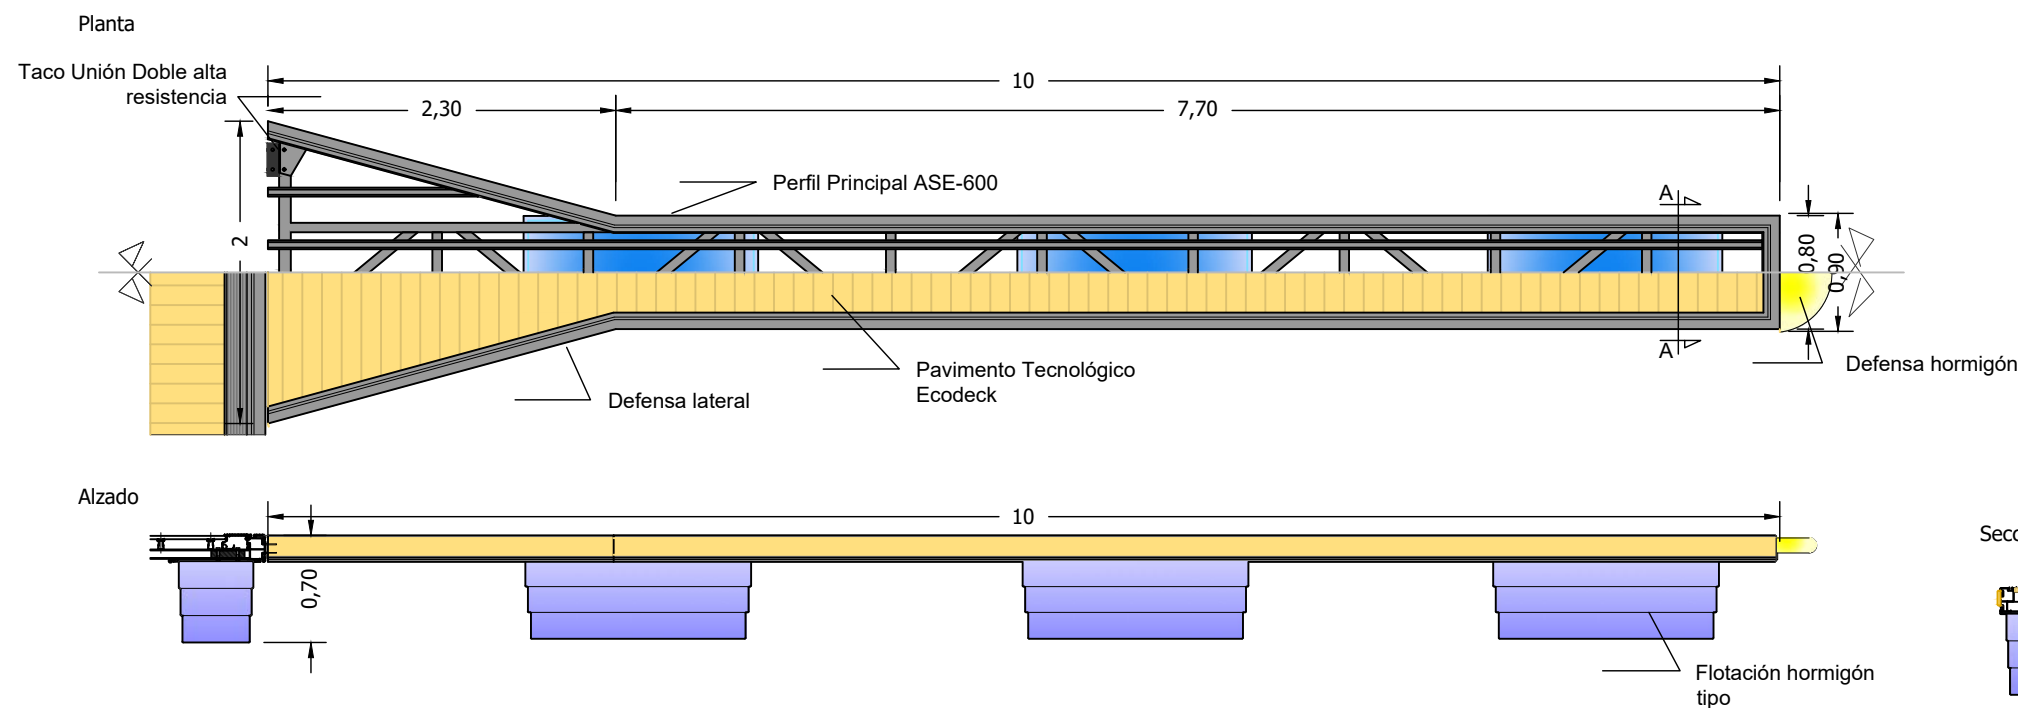 Planta
Taco Unión Doble alta
resistencia
10
2,30
7,70
Perfil Principal ASE-600
A
2
0,80
0,90
A
Defensa hormigón
Pavimento Tecnológico
Ecodeck
Defensa lateral
Alzado
10
0,70
Secc
Flotación hormigón
tipo